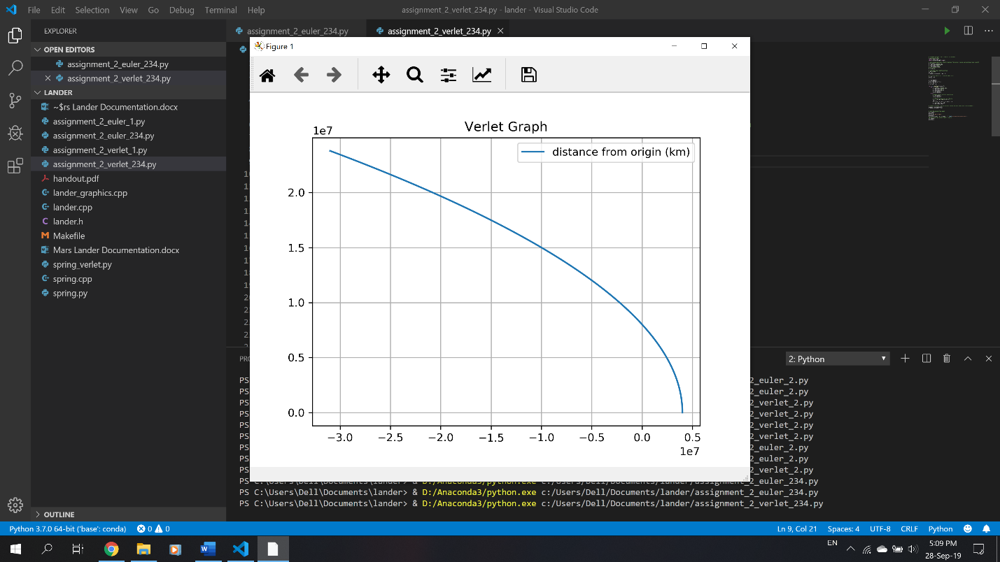 File Edit Selection View Go Debug Terminal Help
assignment_2_verlet_234.py - lander - Visual Studio Code
EXPLORER
assignment_2_euler_234.py
assignment_2_verlet_234.py
OPEN EDITORS
assignment_2_euler_234.py
assignment_2_verlet_234.py
LANDER
~$rs Lander Documentation.docx
assignment_2_euler_1.py
assignment_2_euler_234.py
assignment_2_verlet_1.py
assignment_2_verlet_234.py
handout.pdf
lander_graphics.cpp
lander.cpp
lander.h
Makefile
Mars Lander Documentation.docx
spring_verlet.py
spring.cpp
spring.py
OUTLINE
Figure 1
Verlet Graph
1e7
distance from origin (km)
2.0
1.5
1.0
0.5
0.0
−3.0 −2.5 −2.0 −1.5 −1.0 −0.5 0.0 0.5
1e7
2: Python
PS 2_euler_2.py
PS 2_euler_2.py
PS 2_verlet_2.py
PS 2_verlet_2.py
PS 2_verlet_2.py
PS 2_verlet_2.py
PS 2_euler_2.py
PS 2_euler_2.py
PS 2_verlet_2.py
PS C:\Users\Dell\Documents\lander> & D:/Anaconda3/python.exe c:/Users/Dell/Documents/lander/assignment_2_euler_234.py
PS C:\Users\Dell\Documents\lander> & D:/Anaconda3/python.exe c:/Users/Dell/Documents/lander/assignment_2_euler_234.py
PS C:\Users\Dell\Documents\lander> & D:/Anaconda3/python.exe c:/Users/Dell/Documents/lander/assignment_2_verlet_234.py
Python 3.7.0 64-bit ('base': conda) 0 0
Ln 9, Col 21 Spaces: 4 UTF-8 CRLF Python
EN
5:09 PM
28-Sep-19